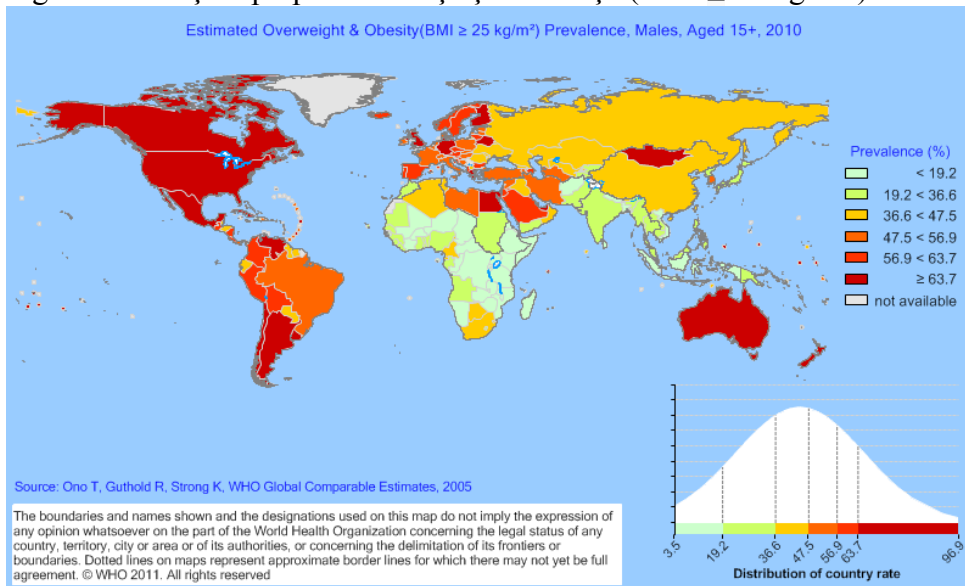 Estimated Overweight & Obesity(BMI ≥ 25 kg/m²) Prevalence, Males, Aged 15+, 2010
Prevalence (%)
< 19.2
19.2 < 36.6
36.6 < 47.5
47.5 < 56.9
56.9 < 63.7
≥ 63.7
not available
Source: Ono T, Guthold R, Strong K, WHO Global Comparable Estimates, 2005
The boundaries and names shown and the designations used on this map do not imply the expression of
any opinion whatsoever on the part of the World Health Organization concerning the legal status of any
country, territory, city or area or of its authorities, or concerning the delimitation of its frontiers or
boundaries. Dotted lines on maps represent approximate border lines for which there may not yet be full
agreement. © WHO 2011. All rights reserved
3.5 19.2 36.6 47.5 56.9 63.7 96.9
Distribution of country rate